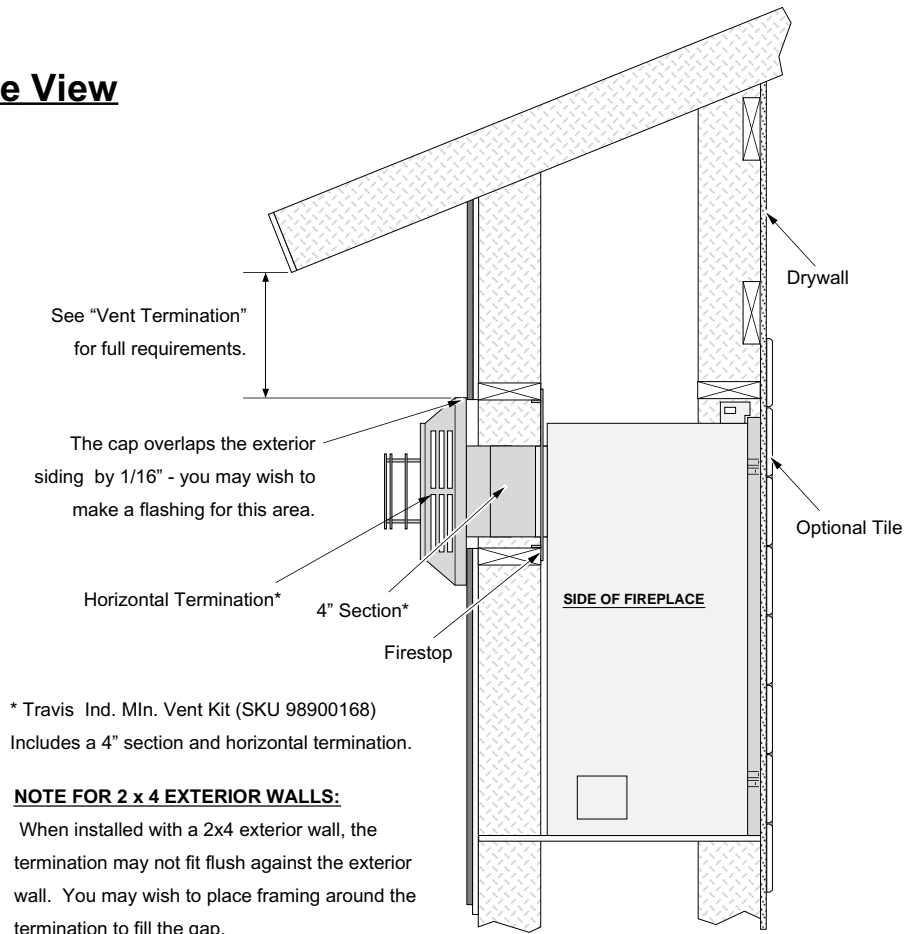 e View
Drywall
See “Vent Termination”
for full requirements.
The cap overlaps the exterior
siding by 1/16” - you may wish to
make a flashing for this area.
Optional Tile
Horizontal Termination*
4” Section*
SIDE OF FIREPLACE
Firestop
* Travis Ind. MIn. Vent Kit (SKU 98900168)
Includes a 4” section and horizontal termination.
NOTE FOR 2 x 4 EXTERIOR WALLS:
When installed with a 2x4 exterior wall, the
termination may not fit flush against the exterior
wall. You may wish to place framing around the
termination to fill the gap.